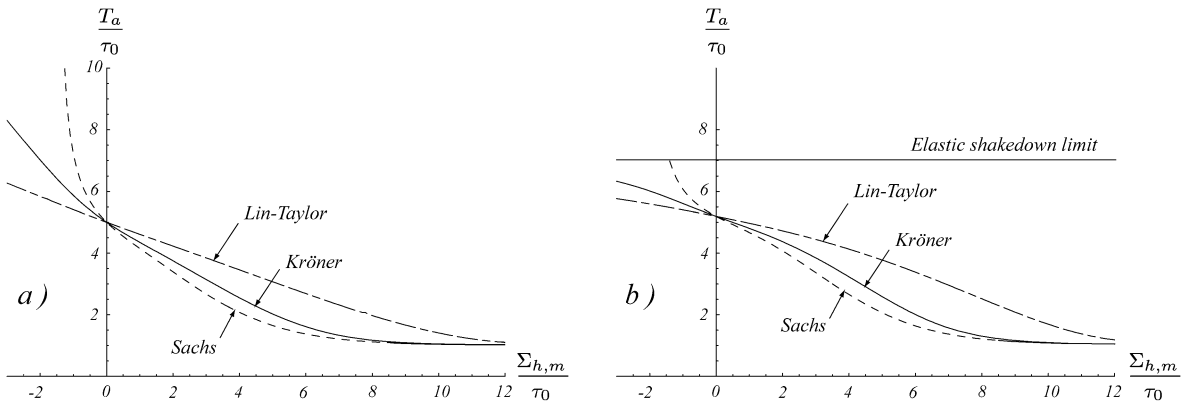 T_a
τ_0
10
8
6
4
2
Lin-Taylor
Kröner
Sachs
a )
-2 0 2 4 6 8 10 12
Σ_{h,m}
τ_0
T_a
τ_0
8
6
4
2
Elastic shakedown limit
Lin-Taylor
Kröner
Sachs
b )
-2 0 2 4 6 8 10 12
Σ_{h,m}
τ_0